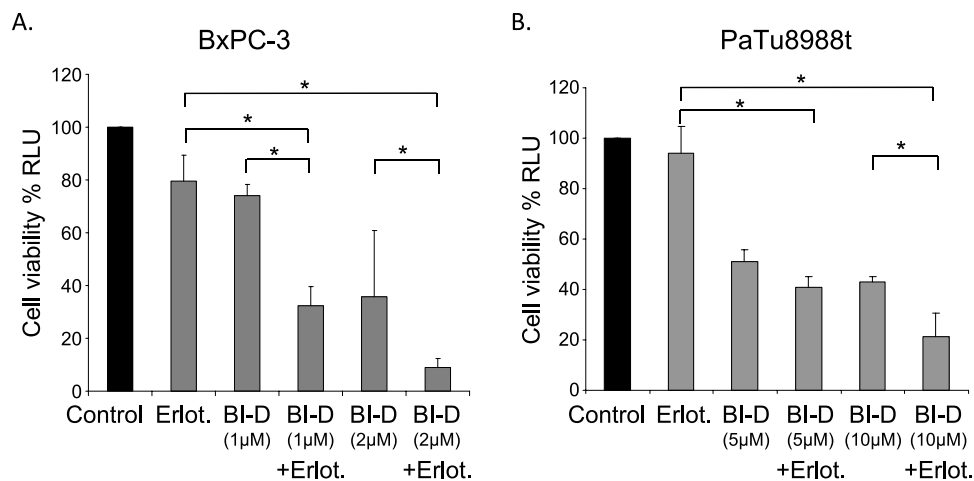 A.
BxPC-3
Cell viability % RLU
120
100
80
60
40
20
0
*
*
*
*
Control Erlot. BI-D BI-D BI-D BI-D
(1µM) (1µM) (2µM) (2µM)
+Erlot. +Erlot.
B.
PaTu8988t
Cell viability % RLU
120
100
80
60
40
20
0
*
*
*
Control Erlot. BI-D BI-D BI-D BI-D
(5µM) (5µM) (10µM) (10µM)
+Erlot. +Erlot.